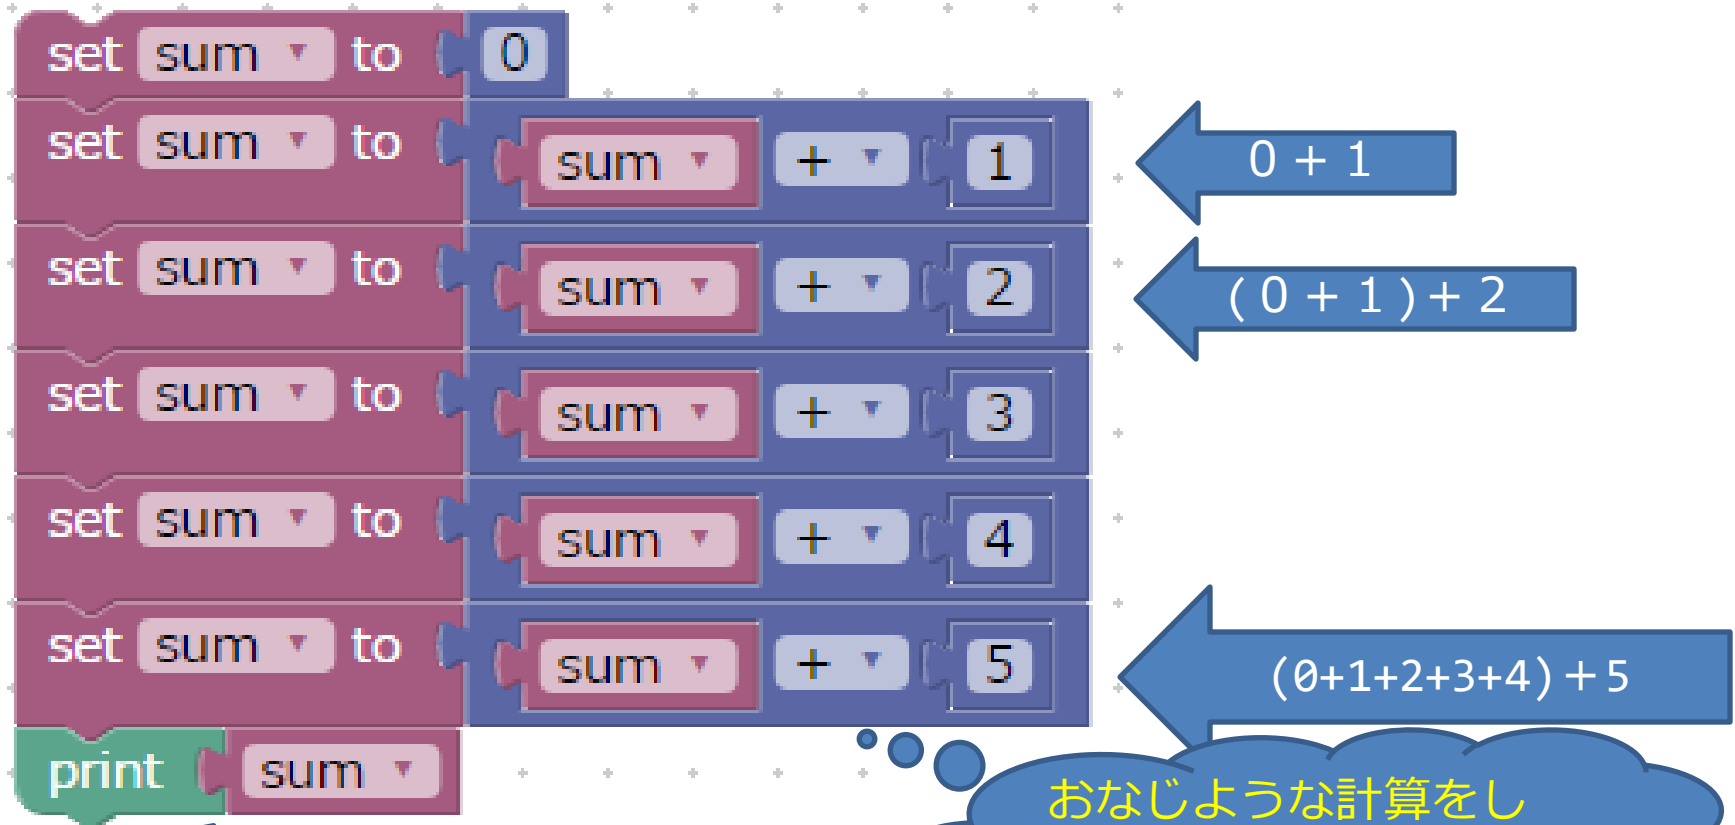 set sum to 0
set sum to sum + 1
0 + 1
set sum to sum + 2
( 0 + 1 ) + 2
set sum to sum + 3
set sum to sum + 4
set sum to sum + 5
(0+1+2+3+4)+5
print sum
おなじような計算をし